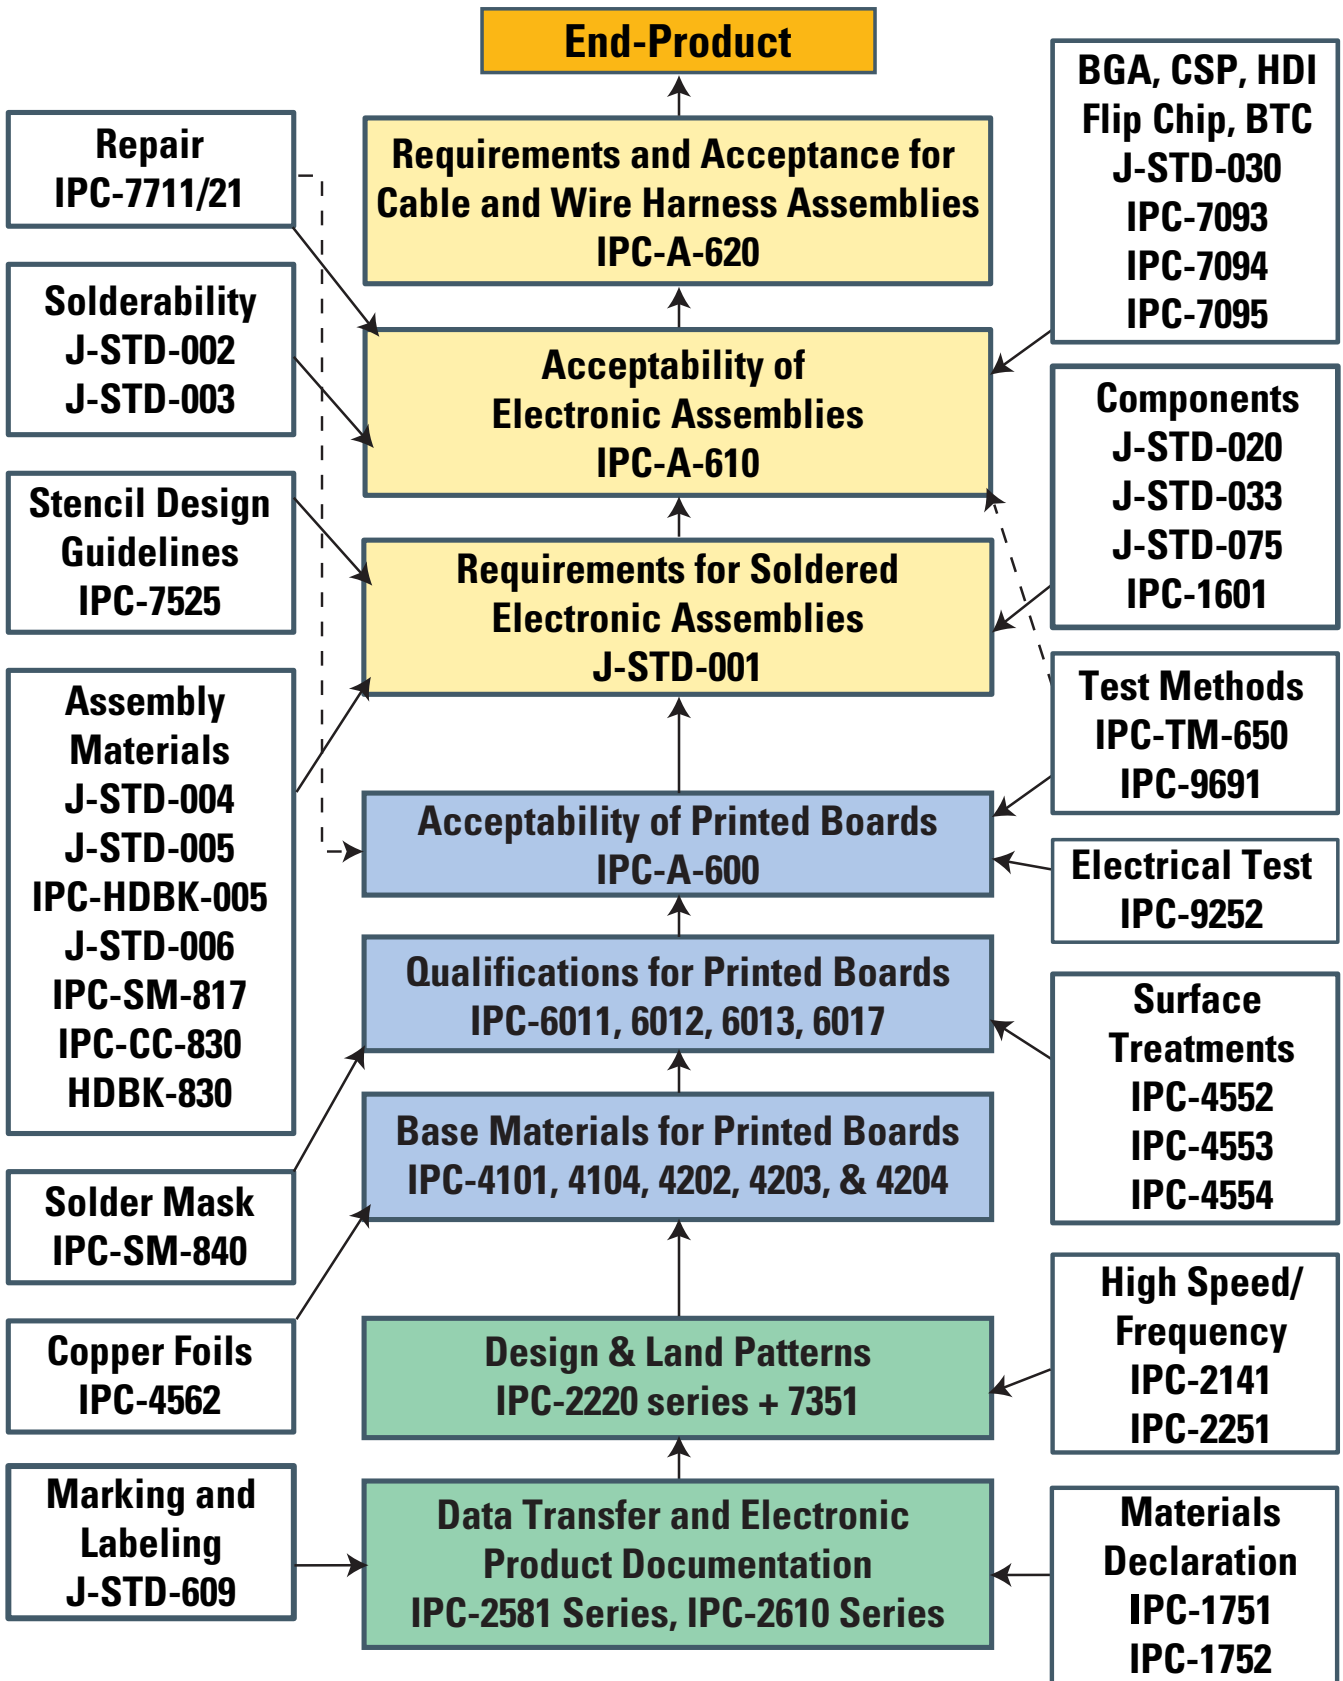 End-Product
Requirements and Acceptance for
Cable and Wire Harness Assemblies
IPC-A-620
Acceptability of
Electronic Assemblies
IPC-A-610
Requirements for Soldered
Electronic Assemblies
J-STD-001
Acceptability of Printed Boards
IPC-A-600
Qualifications for Printed Boards
IPC-6011, 6012, 6013, 6017
Base Materials for Printed Boards
IPC-4101, 4104, 4202, 4203, & 4204
Design & Land Patterns
IPC-2220 series + 7351
Data Transfer and Electronic
Product Documentation
IPC-2581 Series, IPC-2610 Series
Repair
IPC-7711/21
Solderability
J-STD-002
J-STD-003
Stencil Design
Guidelines
IPC-7525
Assembly
Materials
J-STD-004
J-STD-005
IPC-HDBK-005
J-STD-006
IPC-SM-817
IPC-CC-830
HDBK-830
Solder Mask
IPC-SM-840
Copper Foils
IPC-4562
Marking and
Labeling
J-STD-609
BGA, CSP, HDI
Flip Chip, BTC
J-STD-030
IPC-7093
IPC-7094
IPC-7095
Components
J-STD-020
J-STD-033
J-STD-075
IPC-1601
Test Methods
IPC-TM-650
IPC-9691
Electrical Test
IPC-9252
Surface
Treatments
IPC-4552
IPC-4553
IPC-4554
High Speed/
Frequency
IPC-2141
IPC-2251
Materials
Declaration
IPC-1751
IPC-1752